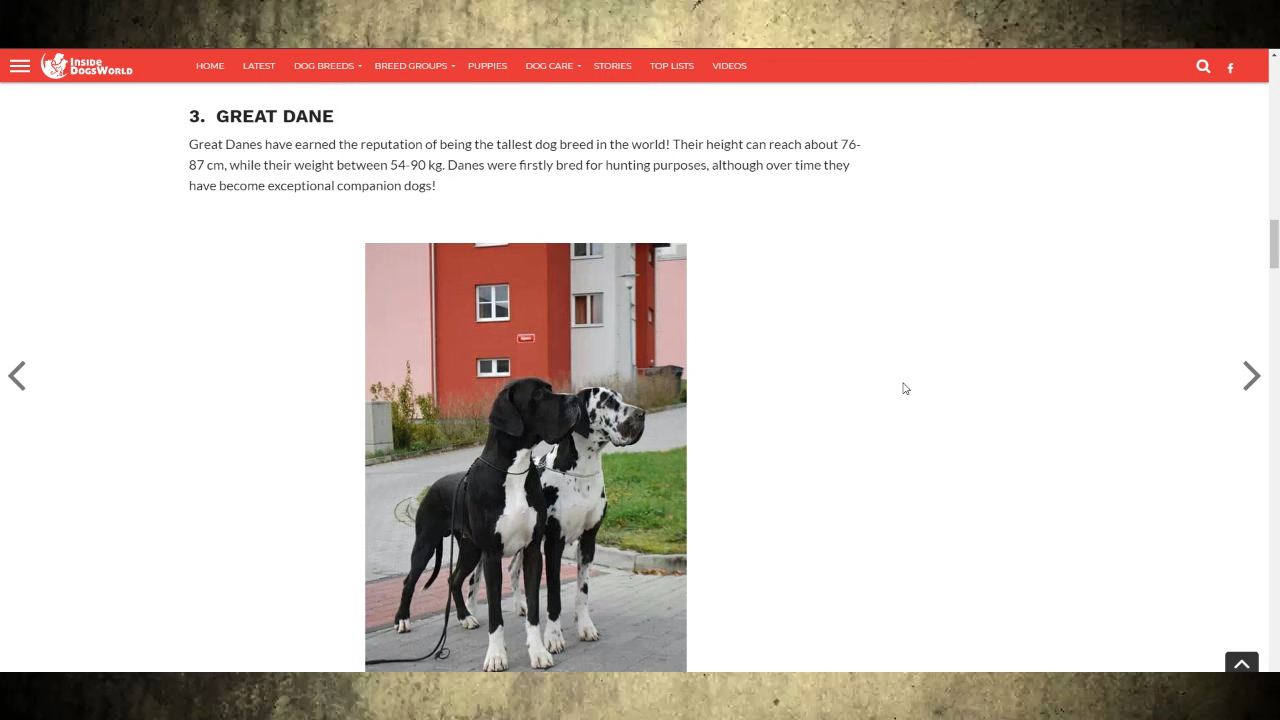 INSIDE
DOGSWORLD
HOME LATEST DOG BREEDS BREED GROUPS PUPPIES DOG CARE STORIES TOP LISTS VIDEOS
3. GREAT DANE
Great Danes have earned the reputation of being the tallest dog breed in the world! Their height can reach about 76-
87 cm, while their weight between 54-90 kg. Danes were firstly bred for hunting purposes, although over time they
have become exceptional companion dogs!